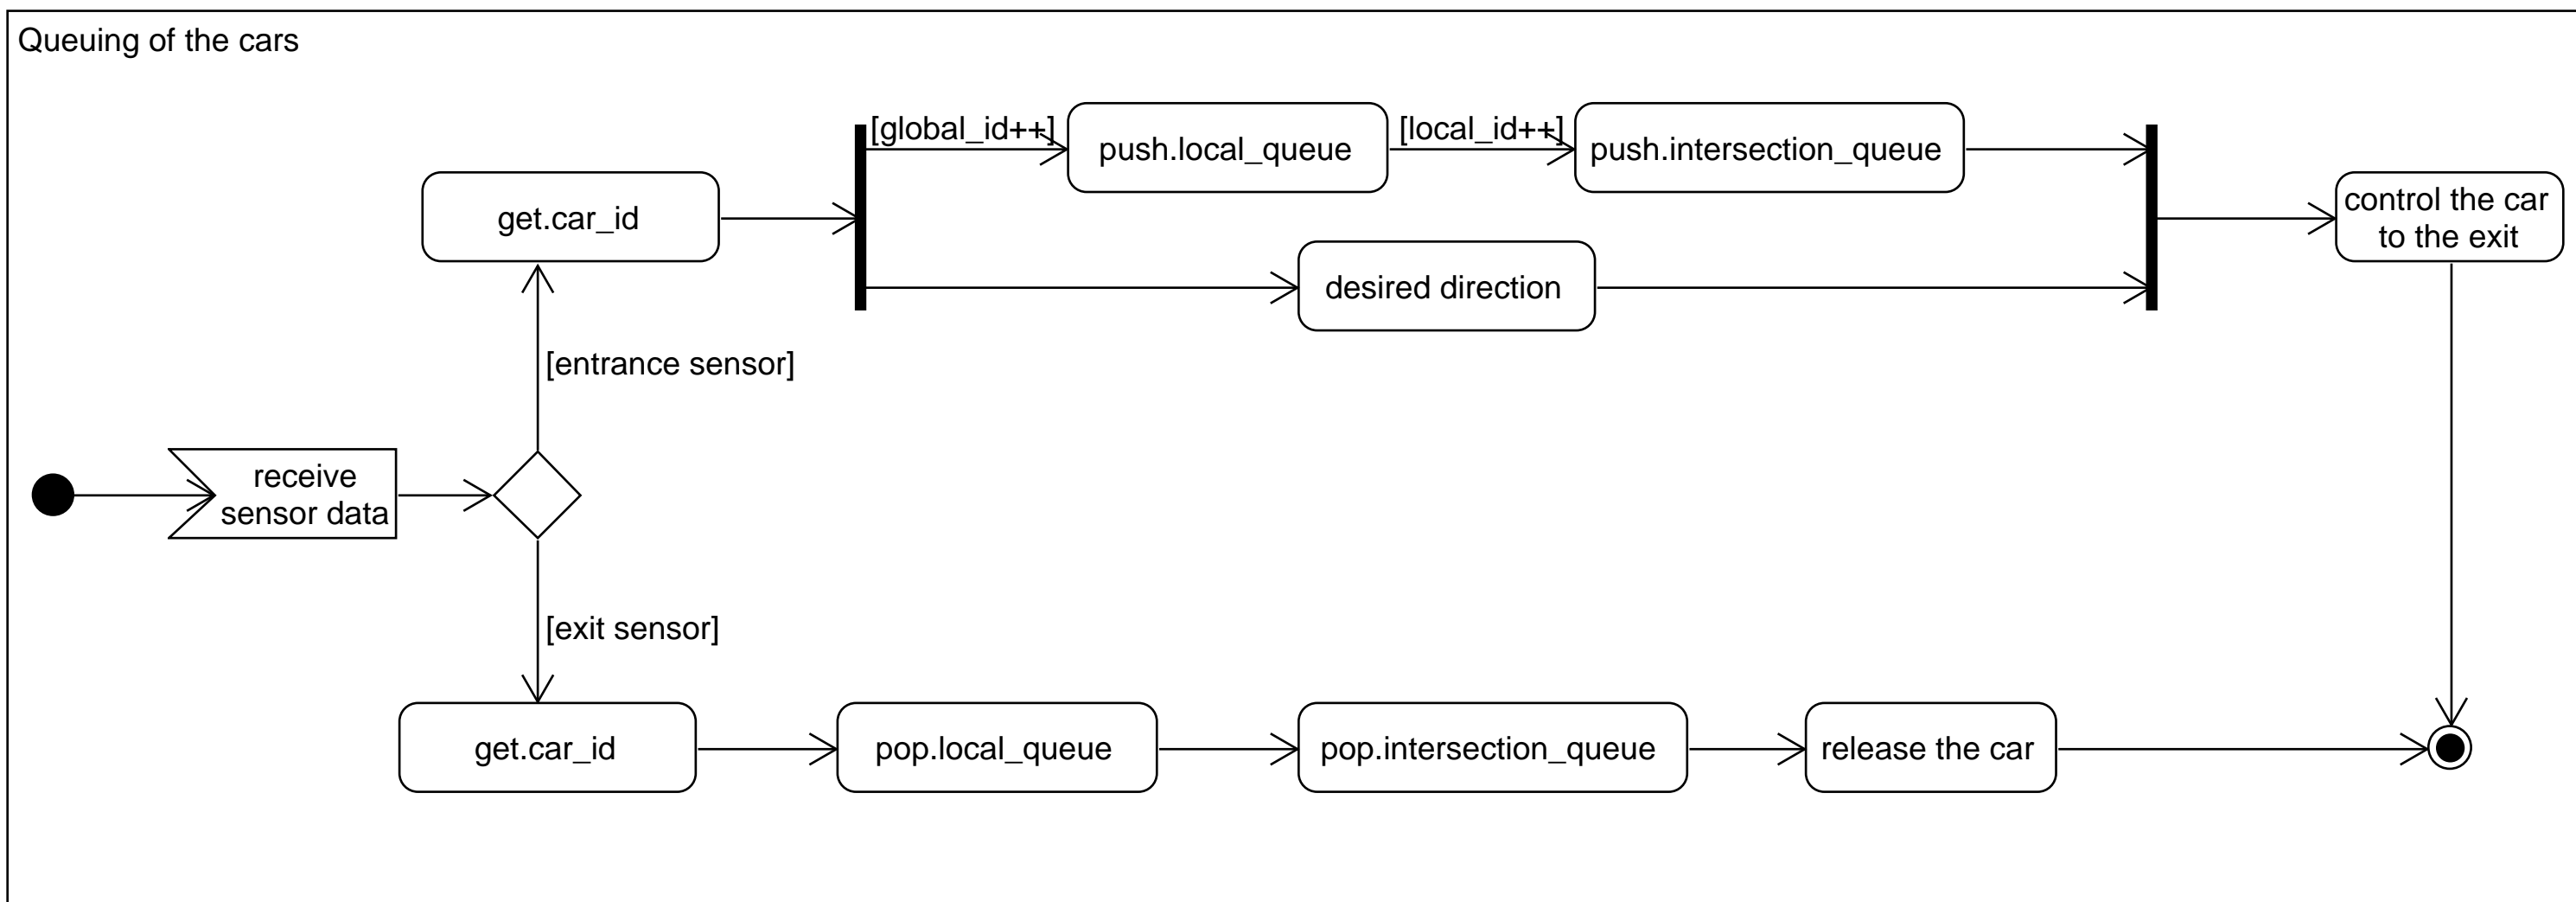 Queuing of the cars
[global_id++]
push.local_queue
[local_id++]
push.intersection_queue
get.car_id
control the car
to the exit
desired direction
[entrance sensor]
receive
sensor data
[exit sensor]
get.car_id
pop.local_queue
pop.intersection_queue
release the car